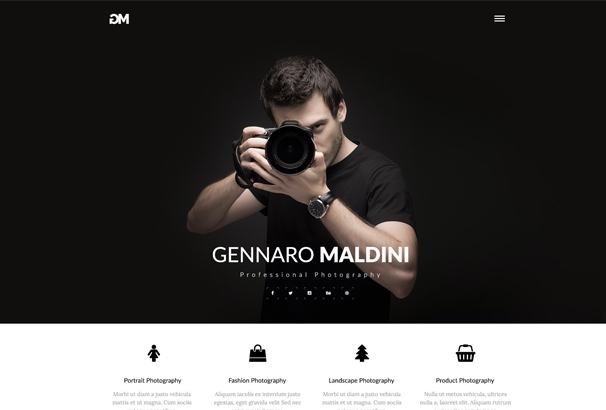 GM
GENNARO MALDINI
Professional Photography
Portrait Photography
Fashion Photography
Landscape Photography
Product Photography
Morbi ut diam a justo vehicula
Aliquam iaculis ex interdum justo
Morbi ut diam a justo vehicula
Nulla ut metus vehicula, ultrices
mattis et ut magna. Cum sociis
egestas, eget gravida velit Sed nec
mattis et ut magna. Cum sociis
nulla a, laoreet elit. Aliquam rutrum